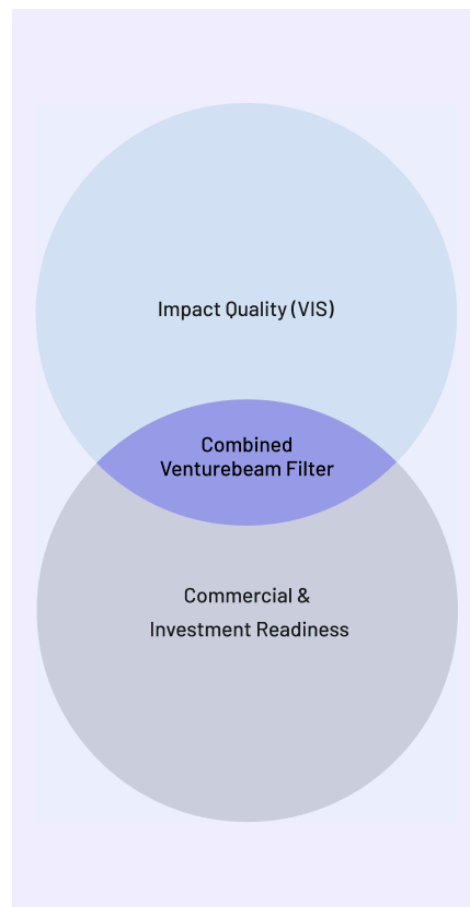 Impact Quality (VIS)
Combined
Venturebeam Filter
Commercial &
Investment Readiness